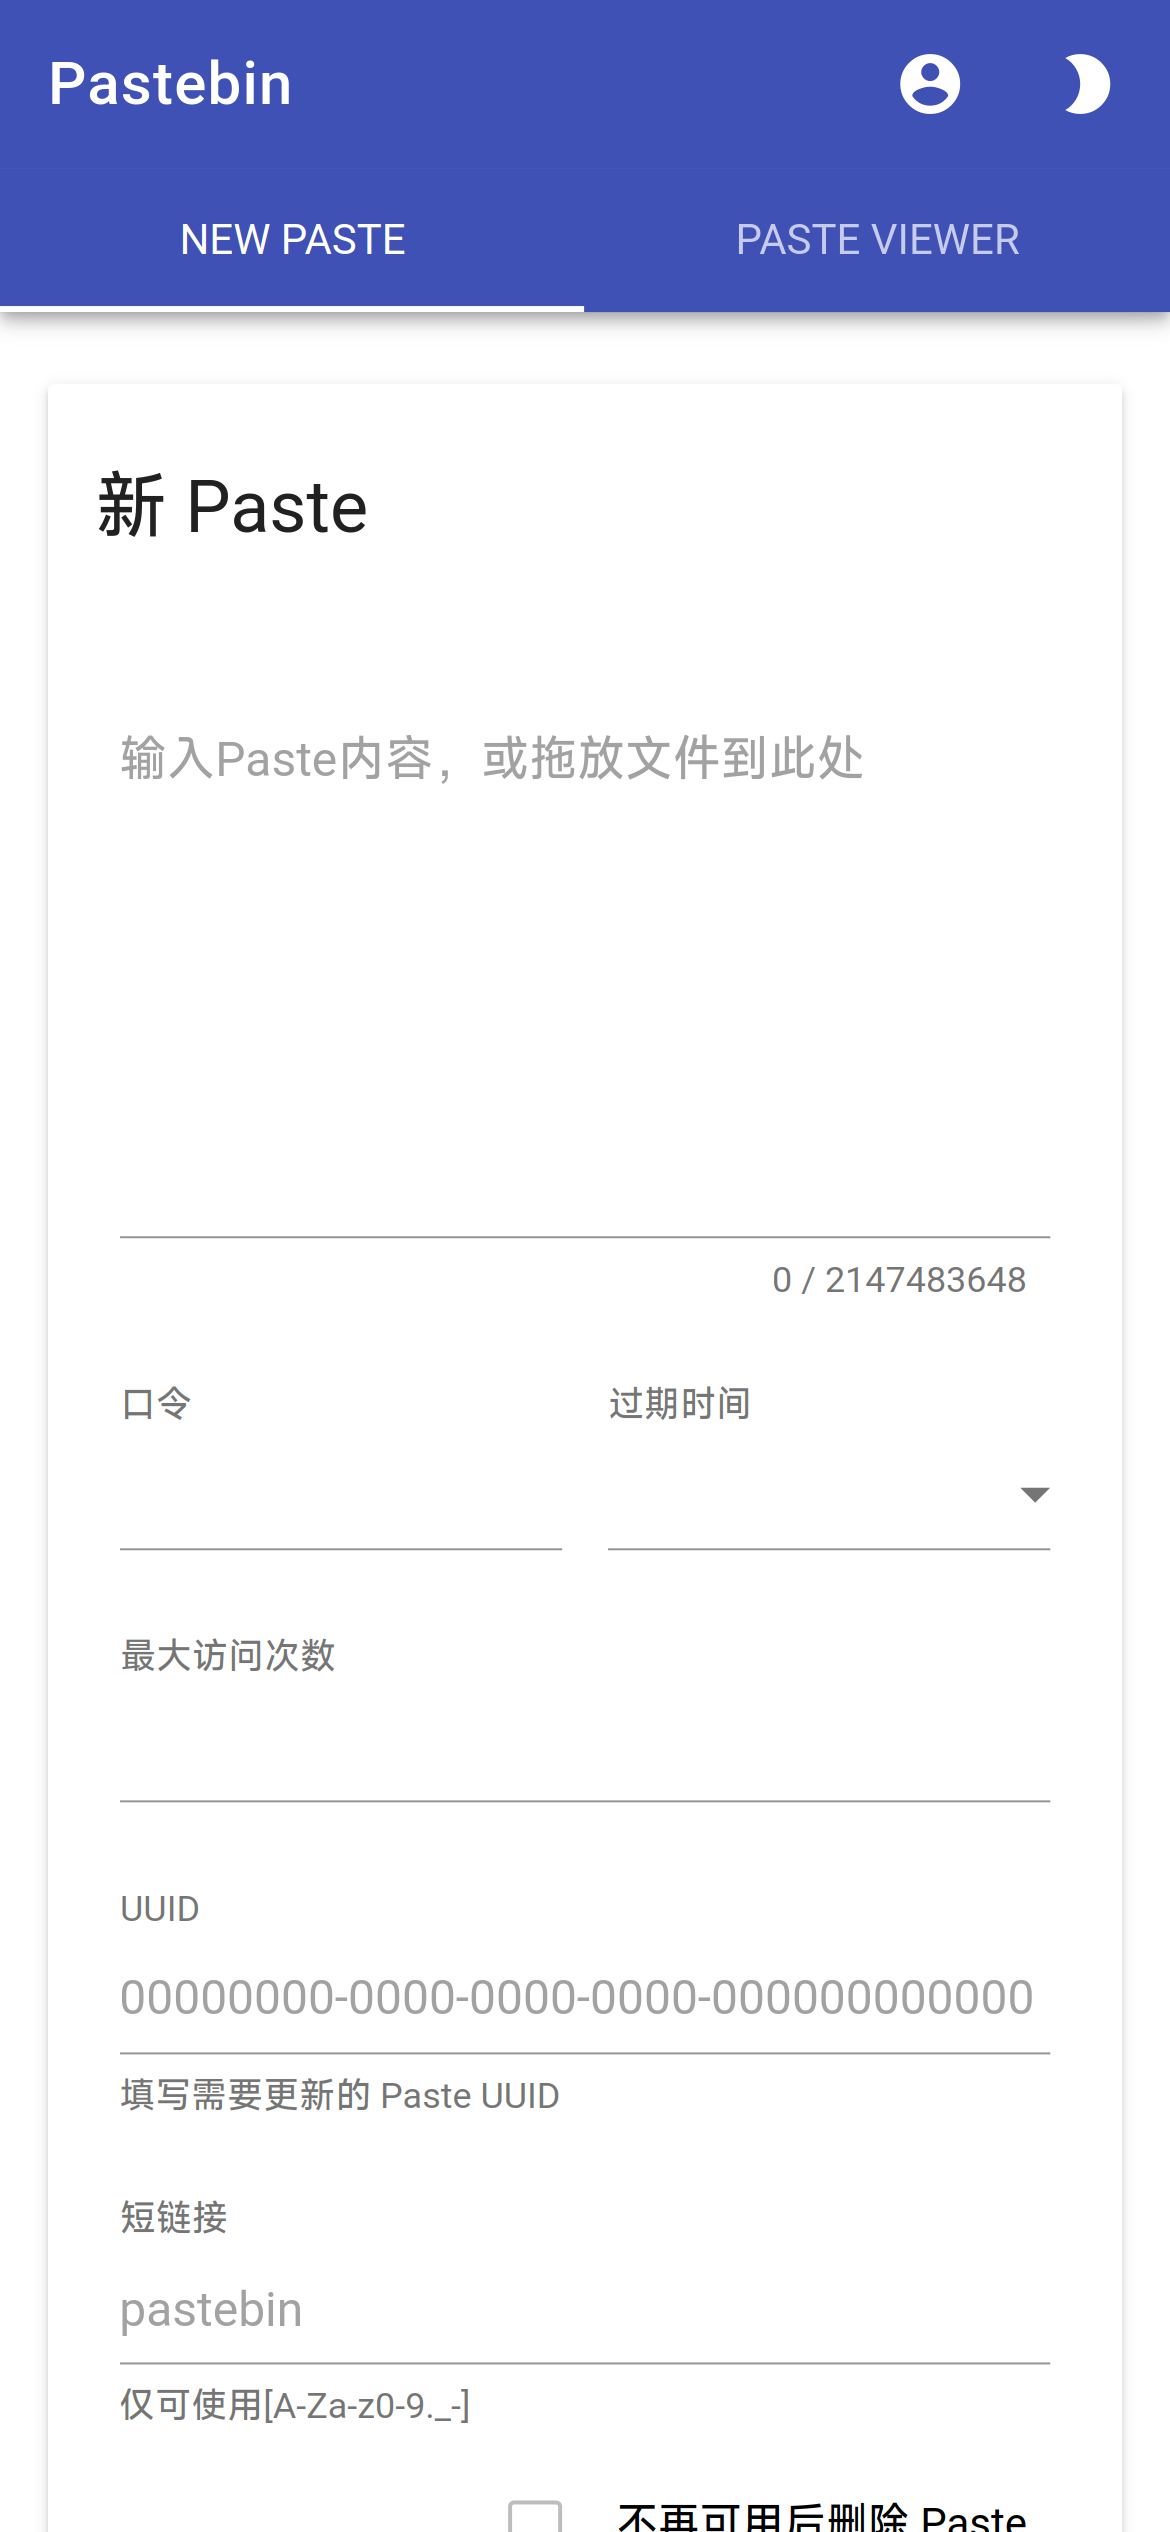 Pastebin
NEW PASTE
PASTE VIEWER
新 Paste
输入Paste内容，或拖放文件到此处
0 / 2147483648
口令
过期时间
最大访问次数
UUID
00000000-0000-0000-0000-000000000000
填写需要更新的 Paste UUID
短链接
pastebin
仅可使用[A-Za-z0-9._-]
不再可用后删除 Paste